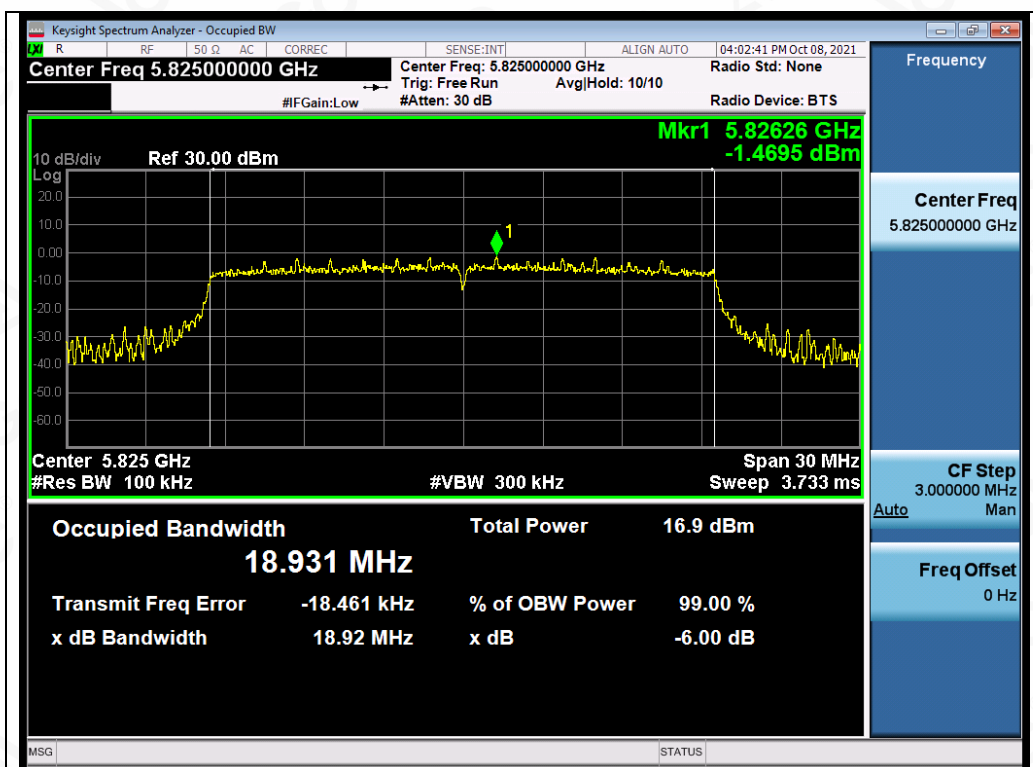 Keysight Spectrum Analyzer - Occupied BW
LXI R RF 50 Ω AC CORREC SENSE:INT ALIGN AUTO 04:02:41 PM Oct 08, 2021
Center Freq 5.825000000 GHz
Center Freq: 5.825000000 GHz
Radio Std: None
Trig: Free Run Avg|Hold: 10/10
#IFGain:Low
#Atten: 30 dB
Radio Device: BTS
Frequency
Mkr1 5.82626 GHz
-1.4695 dBm
10 dB/div Ref 30.00 dBm
Log
20.0
10.0
0.00
-10.0
-20.0
-30.0
-40.0
-50.0
-60.0
1
Center 5.825 GHz Span 30 MHz
#Res BW 100 kHz #VBW 300 kHz Sweep 3.733 ms
Center Freq
5.825000000 GHz
CF Step
3.000000 MHz
Auto Man
Freq Offset
0 Hz
Occupied Bandwidth Total Power 16.9 dBm
18.931 MHz
Transmit Freq Error -18.461 kHz % of OBW Power 99.00 %
x dB Bandwidth 18.92 MHz x dB -6.00 dB
MSG STATUS